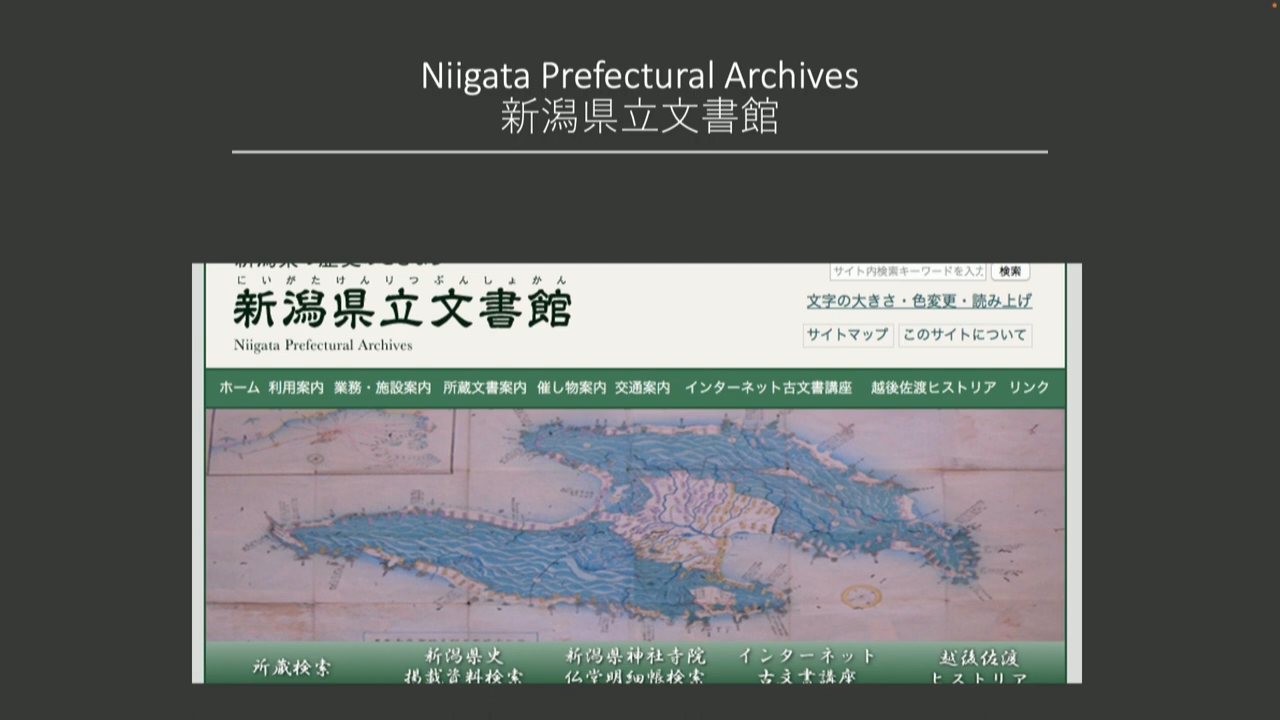 Niigata Prefectural Archives
新潟県立文書館
にいがたけんりつぶんしょかん
新潟県立文書館
Niigata Prefectural Archives
サイト内検索キーワードを入力
検索
文字の大きさ・色変更・読み上げ
サイトマップ このサイトについて
ホーム 利用案内 業務・施設案内 所蔵文書案内 催し物案内 交通案内 インターネット古文書講座 越後佐渡ヒストリア リンク
所蔵検索
新潟県史
掲載資料検索
新潟県神社寺院
仏堂明細帳検索
インターネット
古文書講座
越後佐渡
ヒストリア